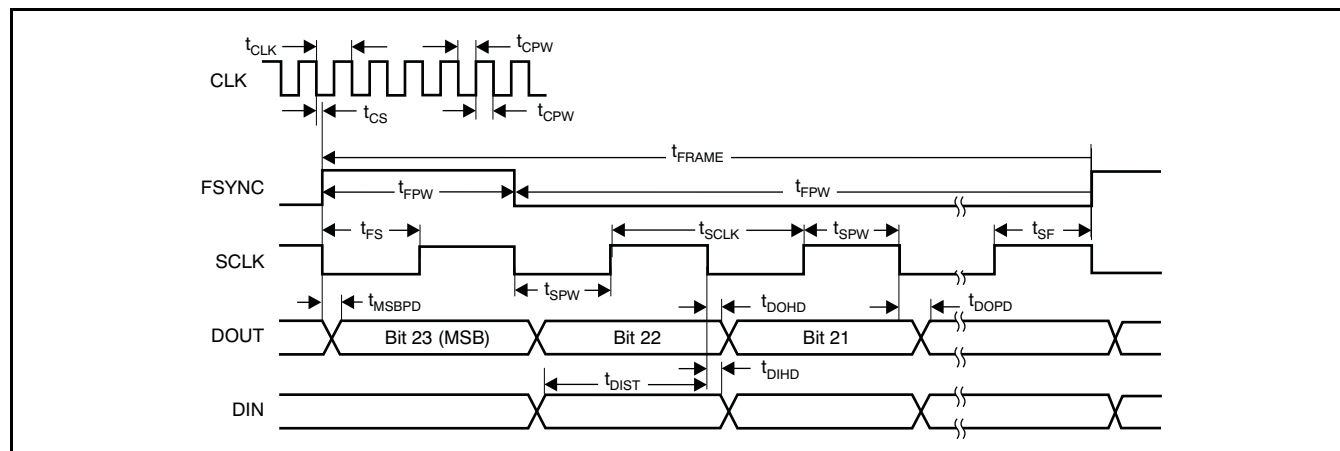 tCLK
tCPW
CLK
tCS
tCPW
tFRAME
FSYNC
tFPW
tFPW
tFS
tSCLK
tSPW
tSF
SCLK
tSPW
tMSBPD
tDOHD
tDOPD
DOUT
Bit 23 (MSB)
Bit 22
Bit 21
tDIST
tDIHD
DIN